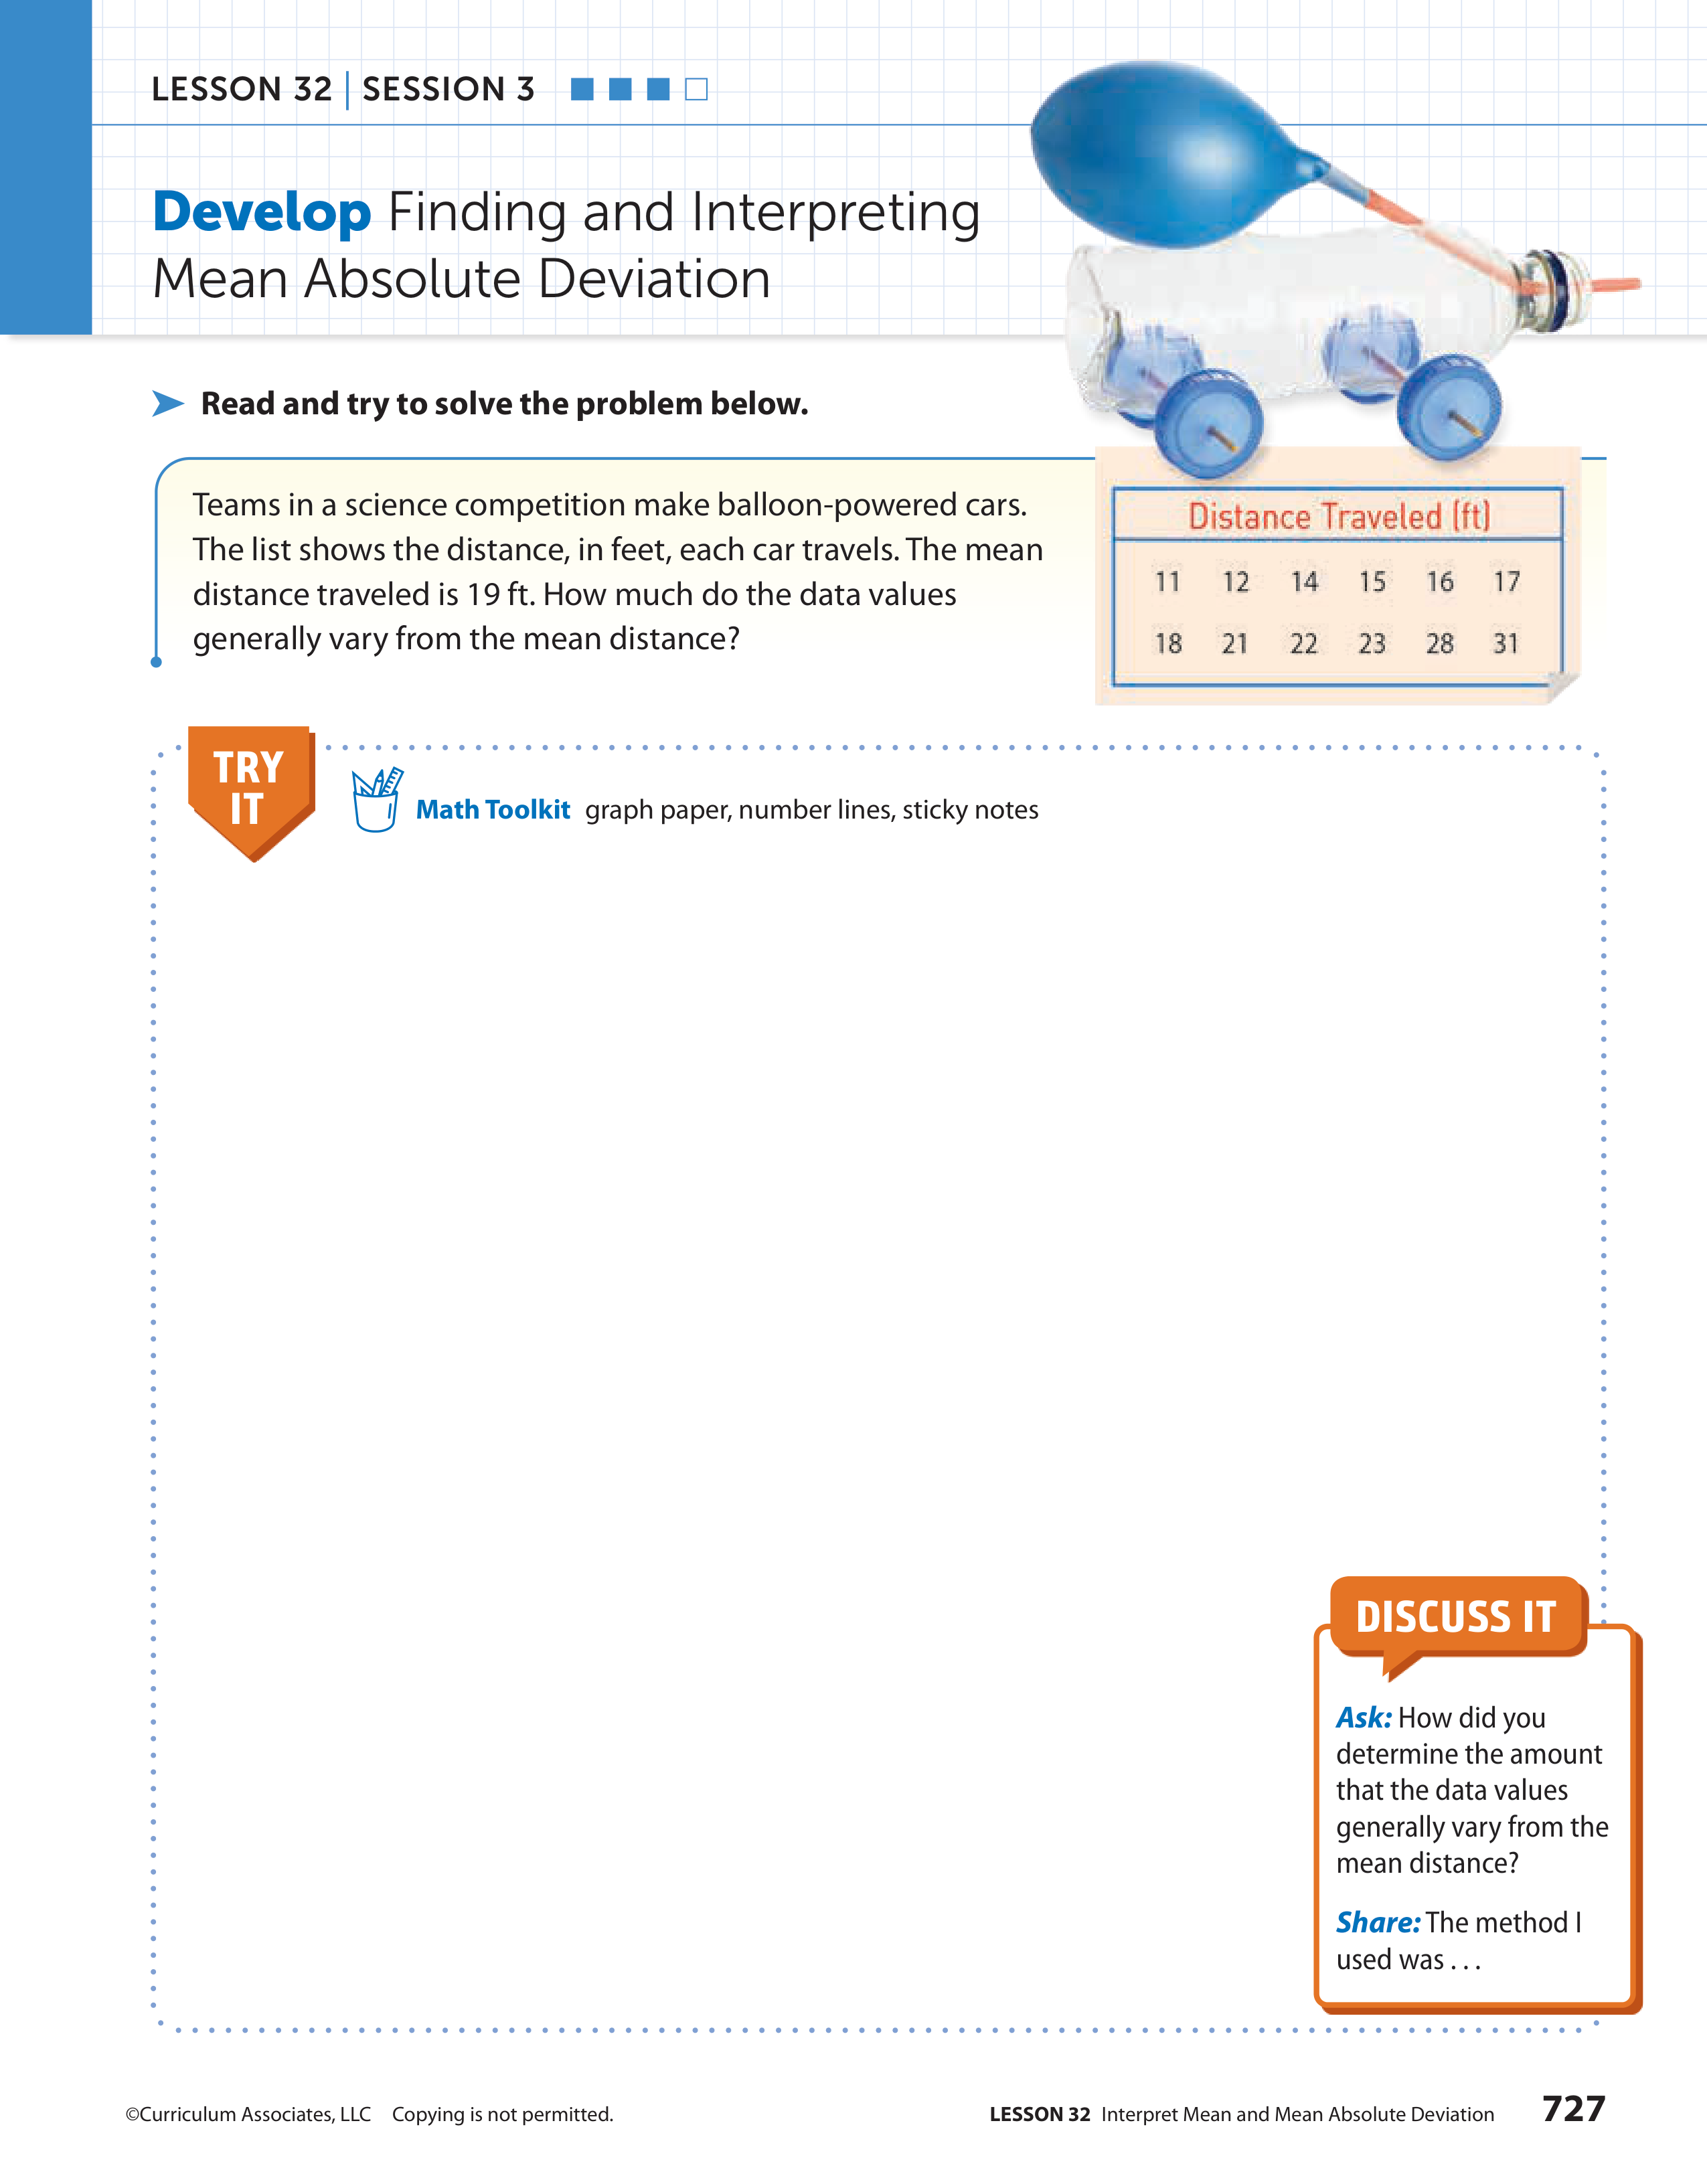 LESSON 32 | SESSION 3
Develop Finding and Interpreting
Mean Absolute Deviation
Read and try to solve the problem below.
Teams in a science competition make balloon-powered cars.
The list shows the distance, in feet, each car travels. The mean
distance traveled is 19 ft. How much do the data values
generally vary from the mean distance?
Distance Traveled (ft)
11 12 14 15 16 17
18 21 22 23 28 31
TRY
IT
Math Toolkit graph paper, number lines, sticky notes
DISCUSS IT
Ask: How did you
determine the amount
that the data values
generally vary from the
mean distance?
Share: The method I
used was . . .
©Curriculum Associates, LLC Copying is not permitted.
LESSON 32 Interpret Mean and Mean Absolute Deviation 727